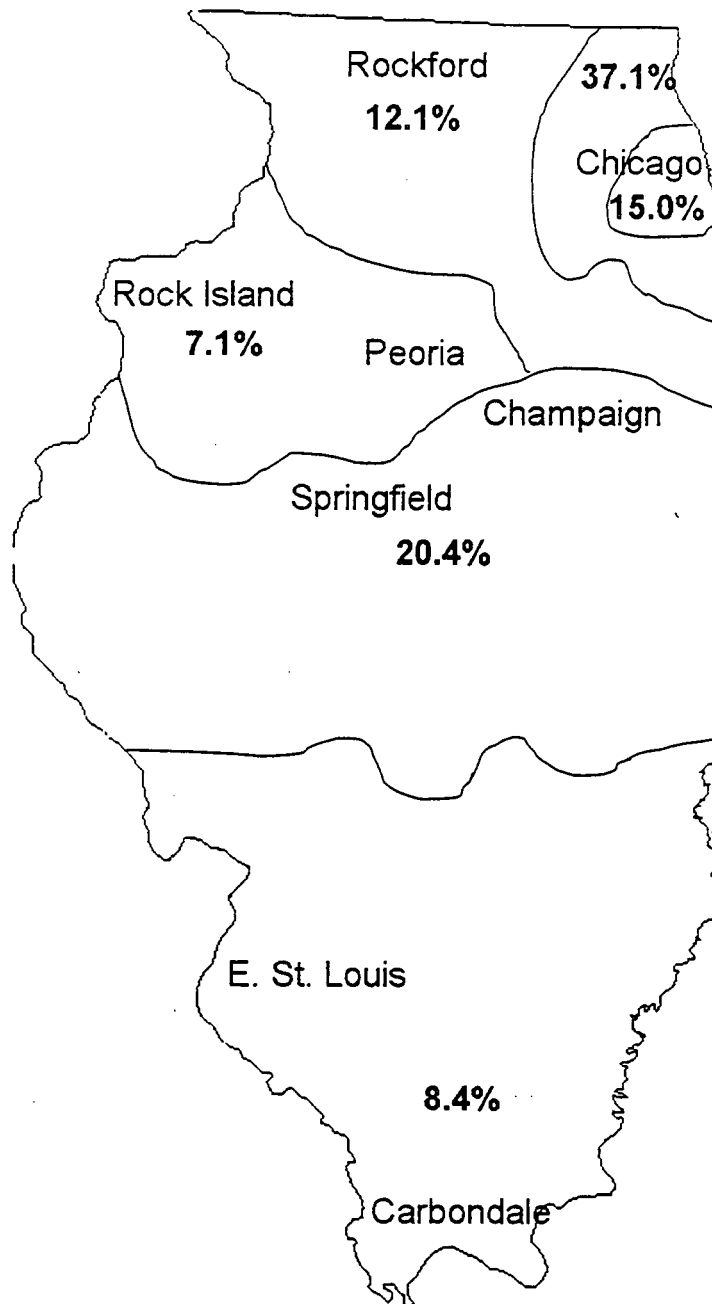 Rockford
12.1%
37.1%
Chicago
15.0%
Rock Island
7.1%
Peoria
Champaign
Springfield
20.4%
E. St. Louis
8.4%
Carbondale